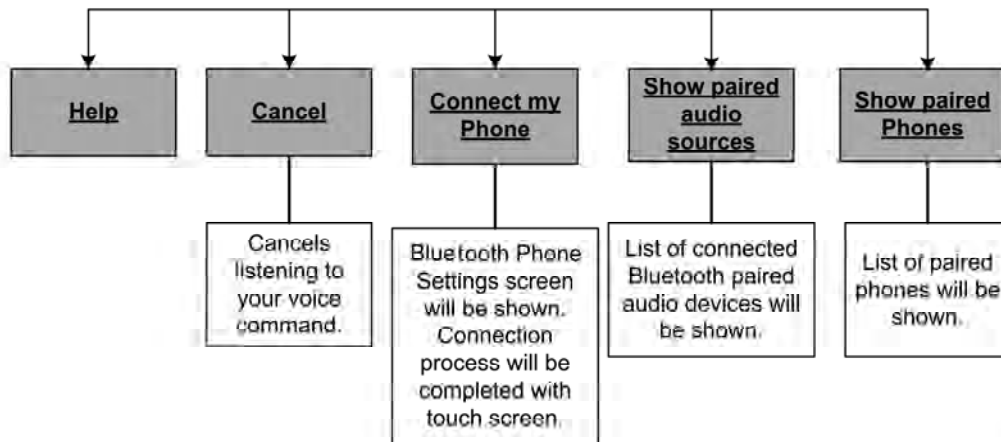 Help
Cancel
Connect my
Phone
Show paired
audio
sources
Show paired
Phones
Cancels
listening to
your voice
command.
Bluetooth Phone
Settings screen
will be shown.
Connection
process will be
completed with
touch screen.
List of connected
Bluetooth paired
audio devices will
be shown.
List of paired
phones will be
shown.